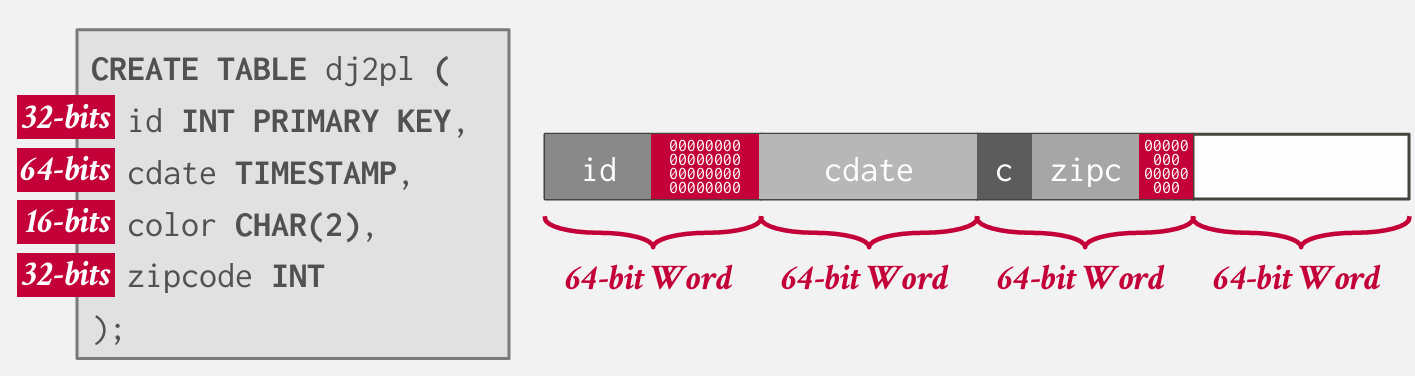 CREATE TABLE dj2pl (
32-bits id INT PRIMARY KEY,
64-bits cdate TIMESTAMP,
16-bits color CHAR(2),
32-bits zipcode INT
);
id
00000000
00000000
00000000
00000000
cdate
c
zipc
00000
000
00000
000
64-bit Word
64-bit Word
64-bit Word
64-bit Word